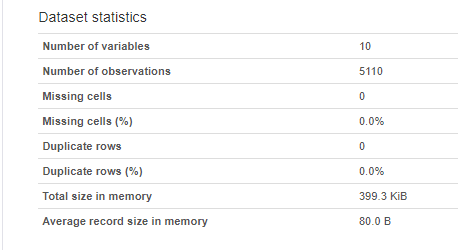 Dataset statistics
Number of variables 10
Number of observations 5110
Missing cells 0
Missing cells (%) 0.0%
Duplicate rows 0
Duplicate rows (%) 0.0%
Total size in memory 399.3 KiB
Average record size in memory 80.0 B